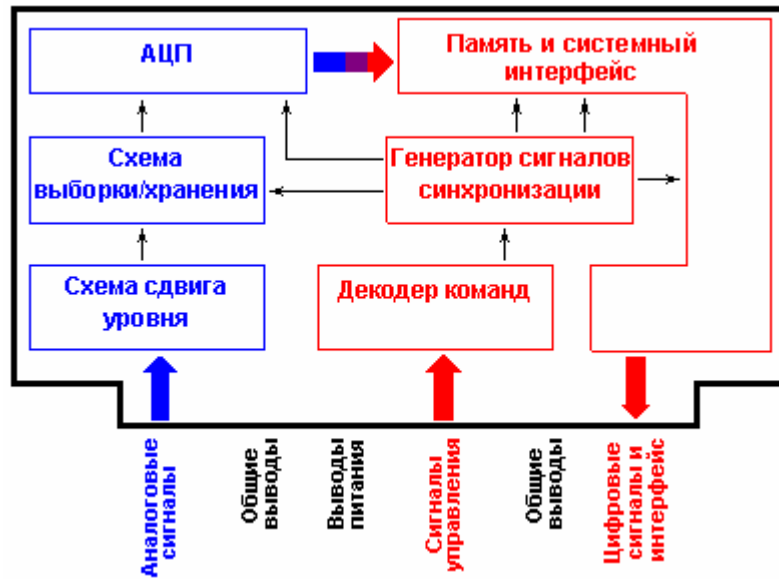 АЦП
Память и системный
интерфейс
Схема
выборки/хранения
Генератор сигналов
синхронизации
Схема сдвига
уровня
Декодер команд
Аналоговые
сигналы
Общие
выводы
Выводы
питания
Сигналы
управления
Общие
выводы
Цифровые
сигналы и
интерфейс